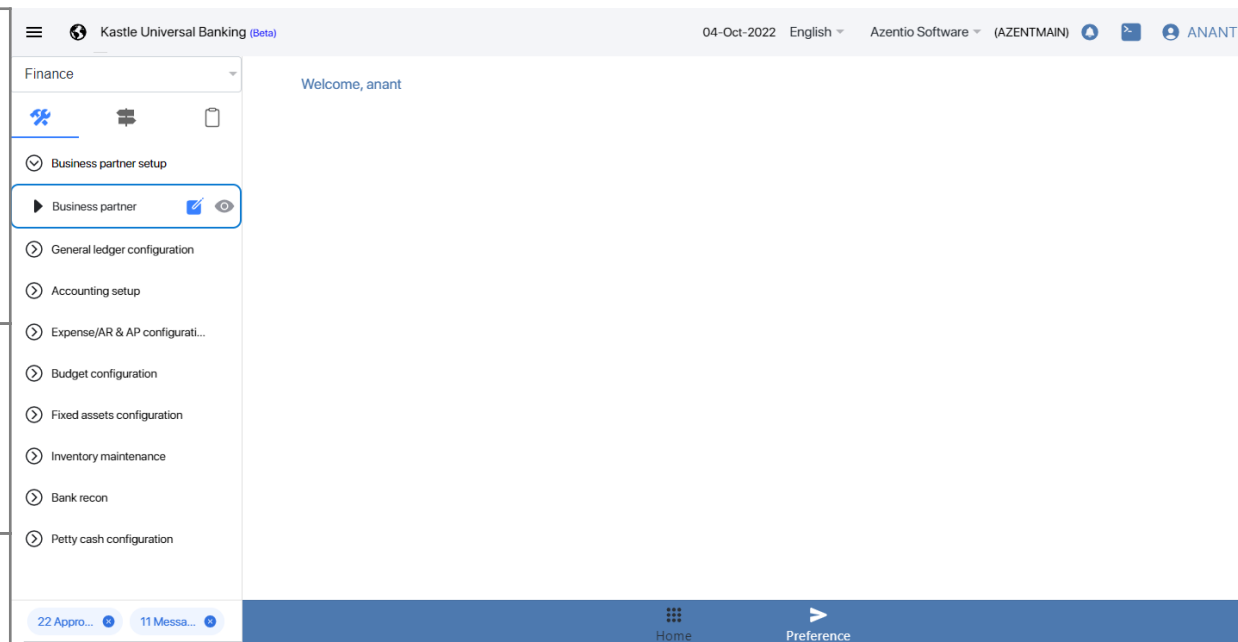 Kastle Universal Banking (Beta) 04-Oct-2022 English Azentio Software (AZENTMAIN) ANANT
Finance
Welcome, anant
Business partner setup
Business partner
General ledger configuration
Accounting setup
Expense/AR & AP configurati...
Budget configuration
Fixed assets configuration
Inventory maintenance
Bank recon
Petty cash configuration
22 Appro... 11 Messa...
Home Preference